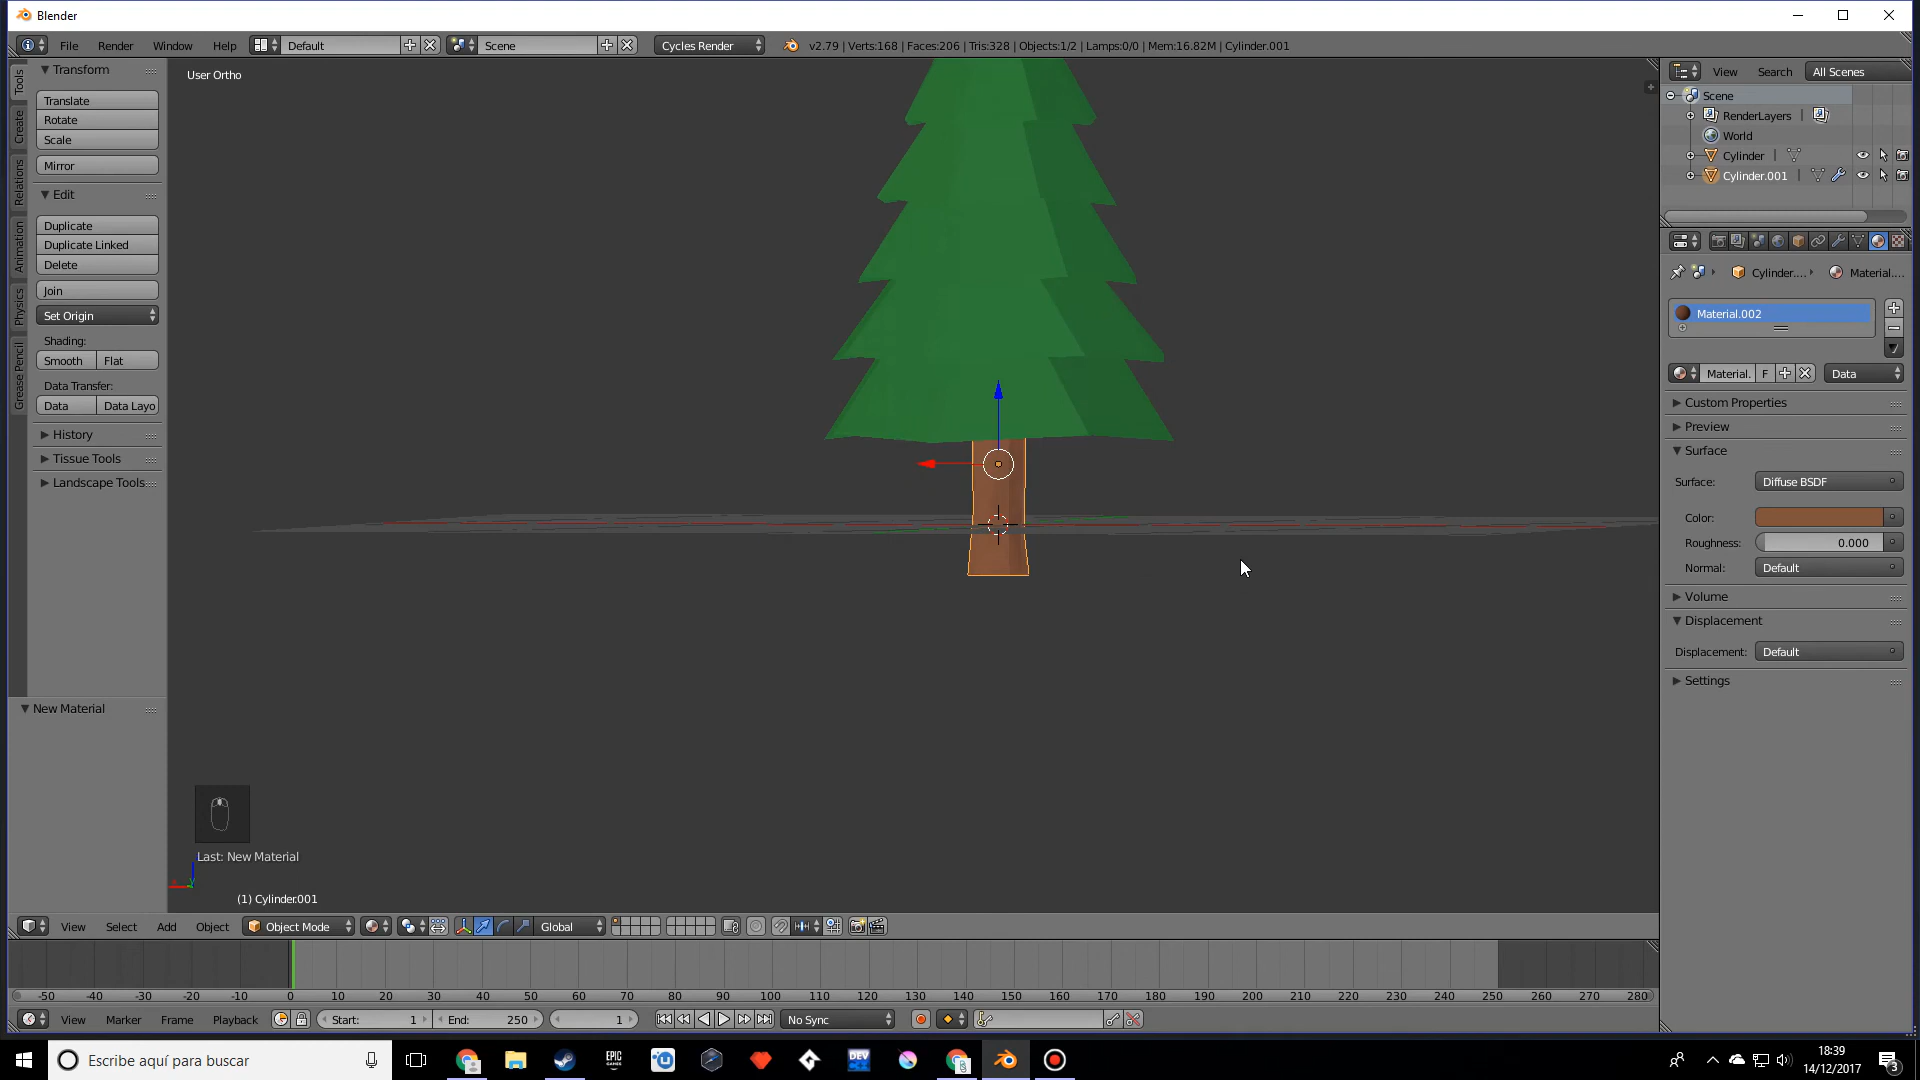 Blender
File Render Window Help Default Scene Cycles Render v2.79 | Verts:168 | Faces:206 | Tris:328 | Objects:1/2 | Lamps:0/0 | Mem:16.82M | Cylinder.001
Tools
Create
Relations
Animation
Physics
Grease Pencil
Transform
Translate
Rotate
Scale
Mirror
Edit
Duplicate
Duplicate Linked
Delete
Join
Set Origin
Shading:
Smooth Flat
Data Transfer:
Data Data Layo
History
Tissue Tools
Landscape Tools
New Material
User Ortho
Last: New Material
(1) Cylinder.001
View Search All Scenes
Scene
RenderLayers
World
Cylinder
Cylinder.001
Cylinder.... Material....
Material.002
Material. F Data
Custom Properties
Preview
Surface
Surface: Diffuse BSDF
Color:
Roughness: 0.000
Normal: Default
Volume
Displacement
Displacement: Default
Settings
View Select Add Object Object Mode Global
-50 -40 -30 -20 -10 0 10 20 30 40 50 60 70 80 90 100 110 120 130 140 150 160 170 180 190 200 210 220 230 240 250 260 270 280
View Marker Frame Playback Start: 1 End: 250 1 No Sync
Escribe aquí para buscar
EPIC
GAMES
DEV
18:39
14/12/2017
3